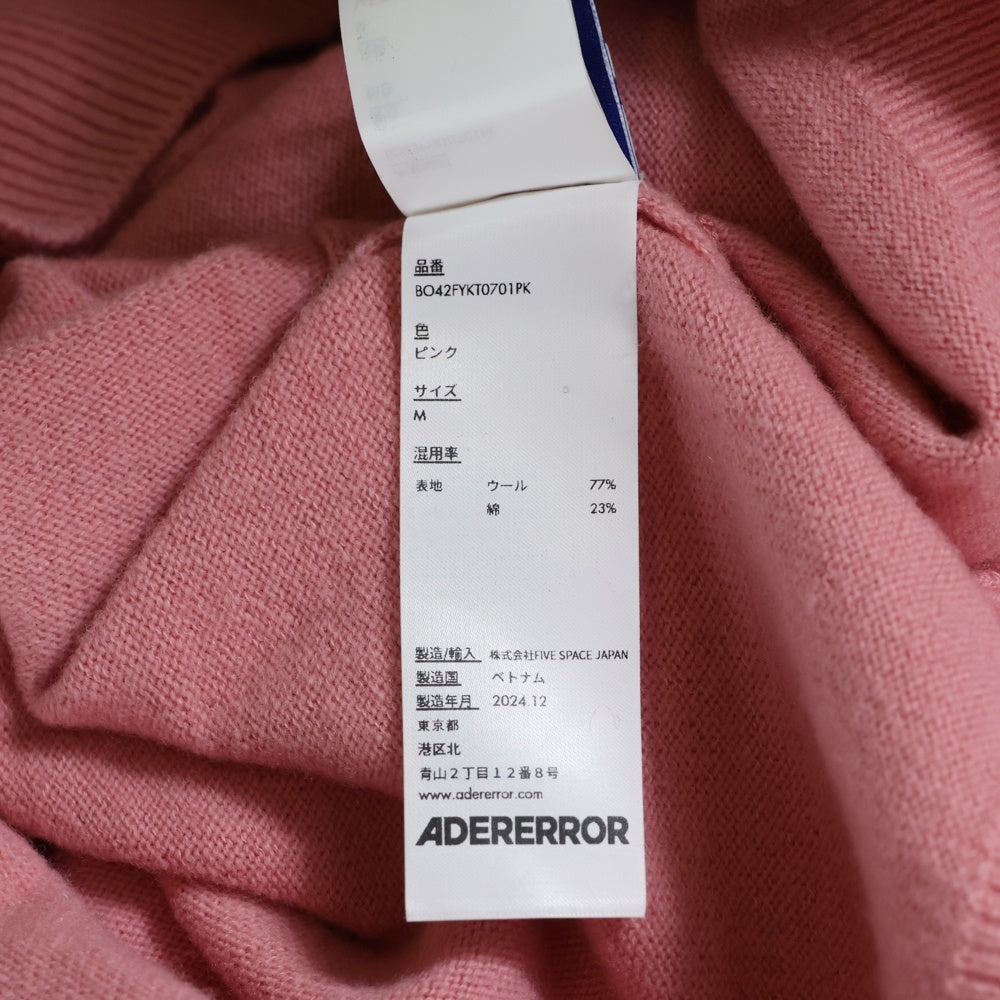 品番
BO42FYKT0701PK
色
ピンク
サイズ
M
混用率
表地 ウール 77%
綿 23%
製造/輸入 株式会社FIVE SPACE JAPAN
製造国 ベトナム
製造年月 2024.12
東京都
港区北
青山2丁目12番8号
www.adererror.com
ADERERROR